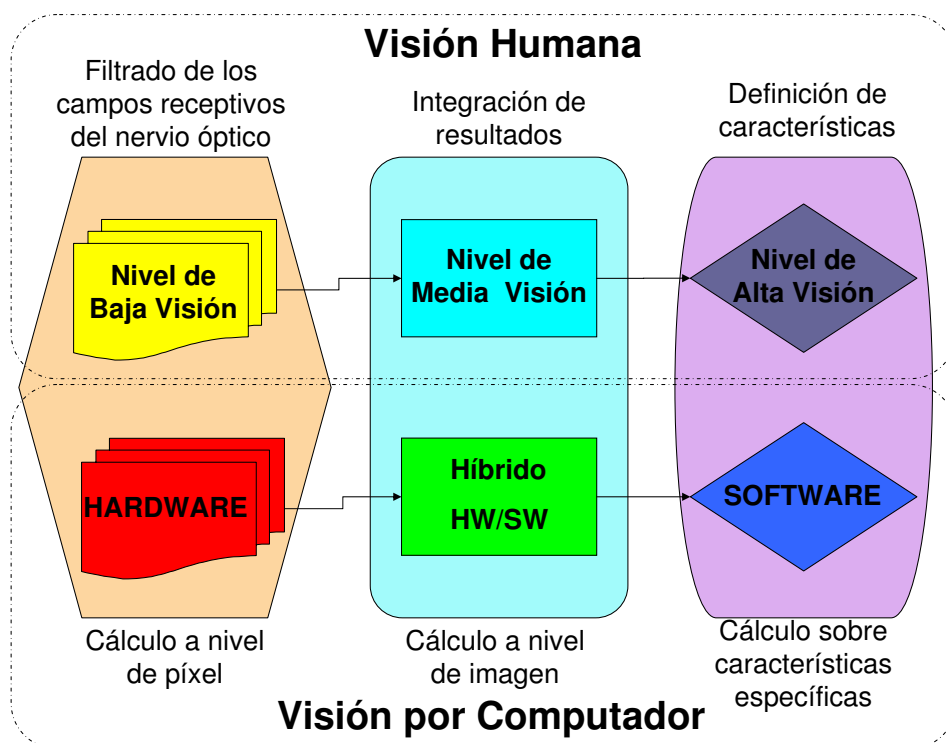 Visión Humana
Filtrado de los
campos receptivos
del nervio óptico
Integración de
resultados
Definición de
características
Nivel de
Baja Visión
Nivel de
Media Visión
Nivel de
Alta Visión
HARDWARE
Híbrido
HW/SW
SOFTWARE
Cálculo a nivel
de píxel
Cálculo a nivel
de imagen
Cálculo sobre
características
específicas
Visión por Computador